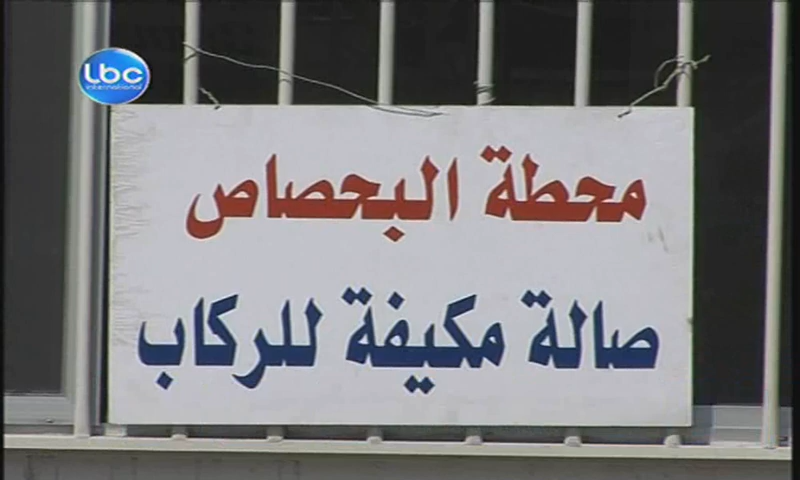 Lbc
international
محطة البحصاص
صالة مكيفة للركاب